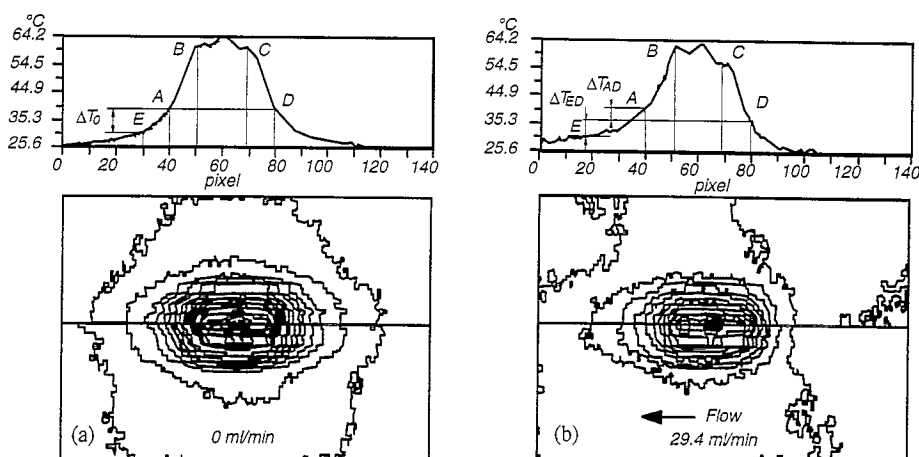 °C
64.2
54.5
44.9
35.3
25.6
B
C
A
D
ΔT0
E
0 20 40 60 80 100 120 140
pixel
(a)
0 ml/min
°C
64.2
54.5
44.9
35.3
25.6
B
C
ΔTAD
ΔTED
A
D
E
0 20 40 60 80 100 120 140
pixel
(b)
Flow
29.4 ml/min